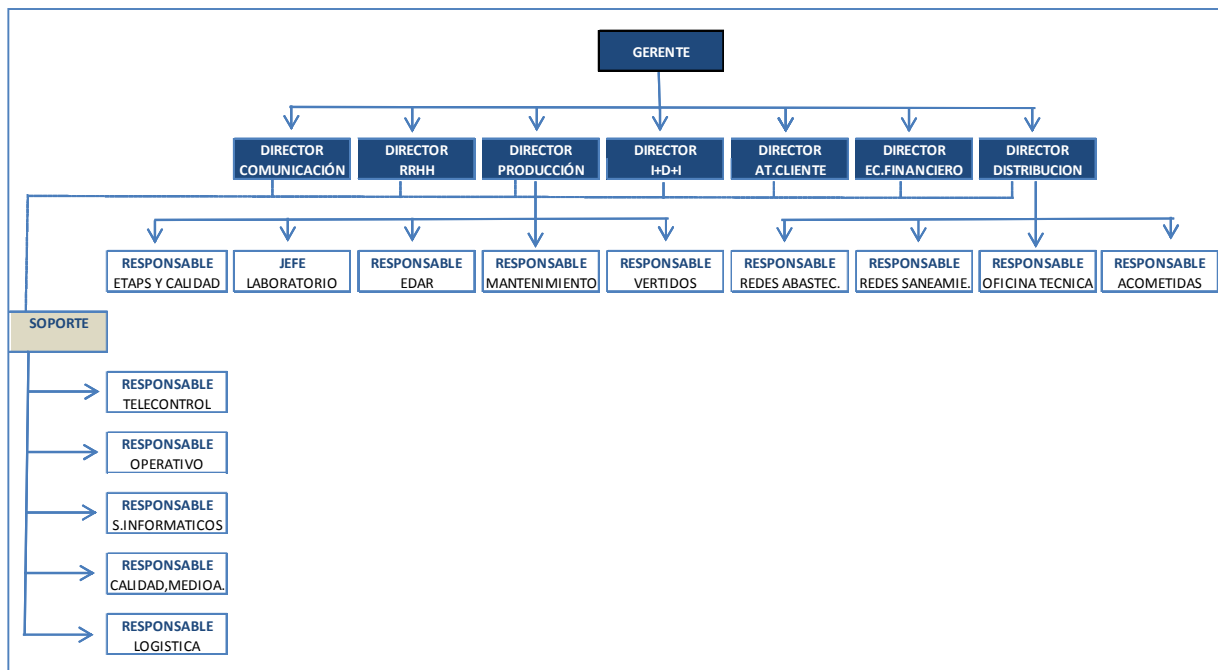 GERENTE
DIRECTOR
COMUNICACIÓN
DIRECTOR
RRHH
DIRECTOR
PRODUCCIÓN
DIRECTOR
I+D+I
DIRECTOR
AT.CLIENTE
DIRECTOR
EC.FINANCIERO
DIRECTOR
DISTRIBUCION
RESPONSABLE
ETAPS Y CALIDAD
JEFE
LABORATORIO
RESPONSABLE
EDAR
RESPONSABLE
MANTENIMIENTO
RESPONSABLE
VERTIDOS
RESPONSABLE
REDES ABASTEC.
RESPONSABLE
REDES SANEAMIE.
RESPONSABLE
OFICINA TECNICA
RESPONSABLE
ACOMETIDAS
SOPORTE
RESPONSABLE
TELECONTROL
RESPONSABLE
OPERATIVO
RESPONSABLE
S.INFORMATICOS
RESPONSABLE
CALIDAD,MEDIOA.
RESPONSABLE
LOGISTICA